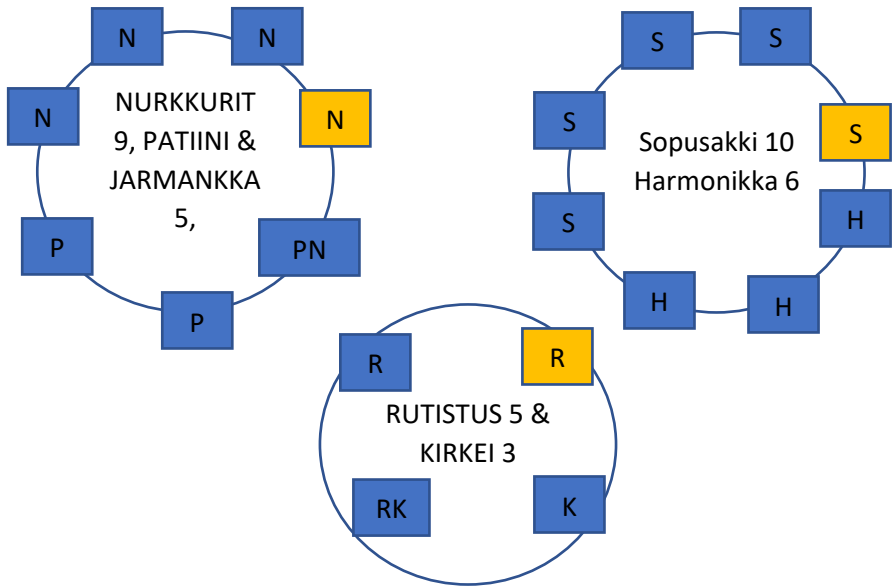 N
N
N
N
NURKKURIT
9, PATIINI &
JARMANKKA
5,
P
PN
P
S
S
S
S
Sopusakki 10
Harmonikka 6
S
H
H
H
R
R
RUTISTUS 5 &
KIRKEI 3
RK
K